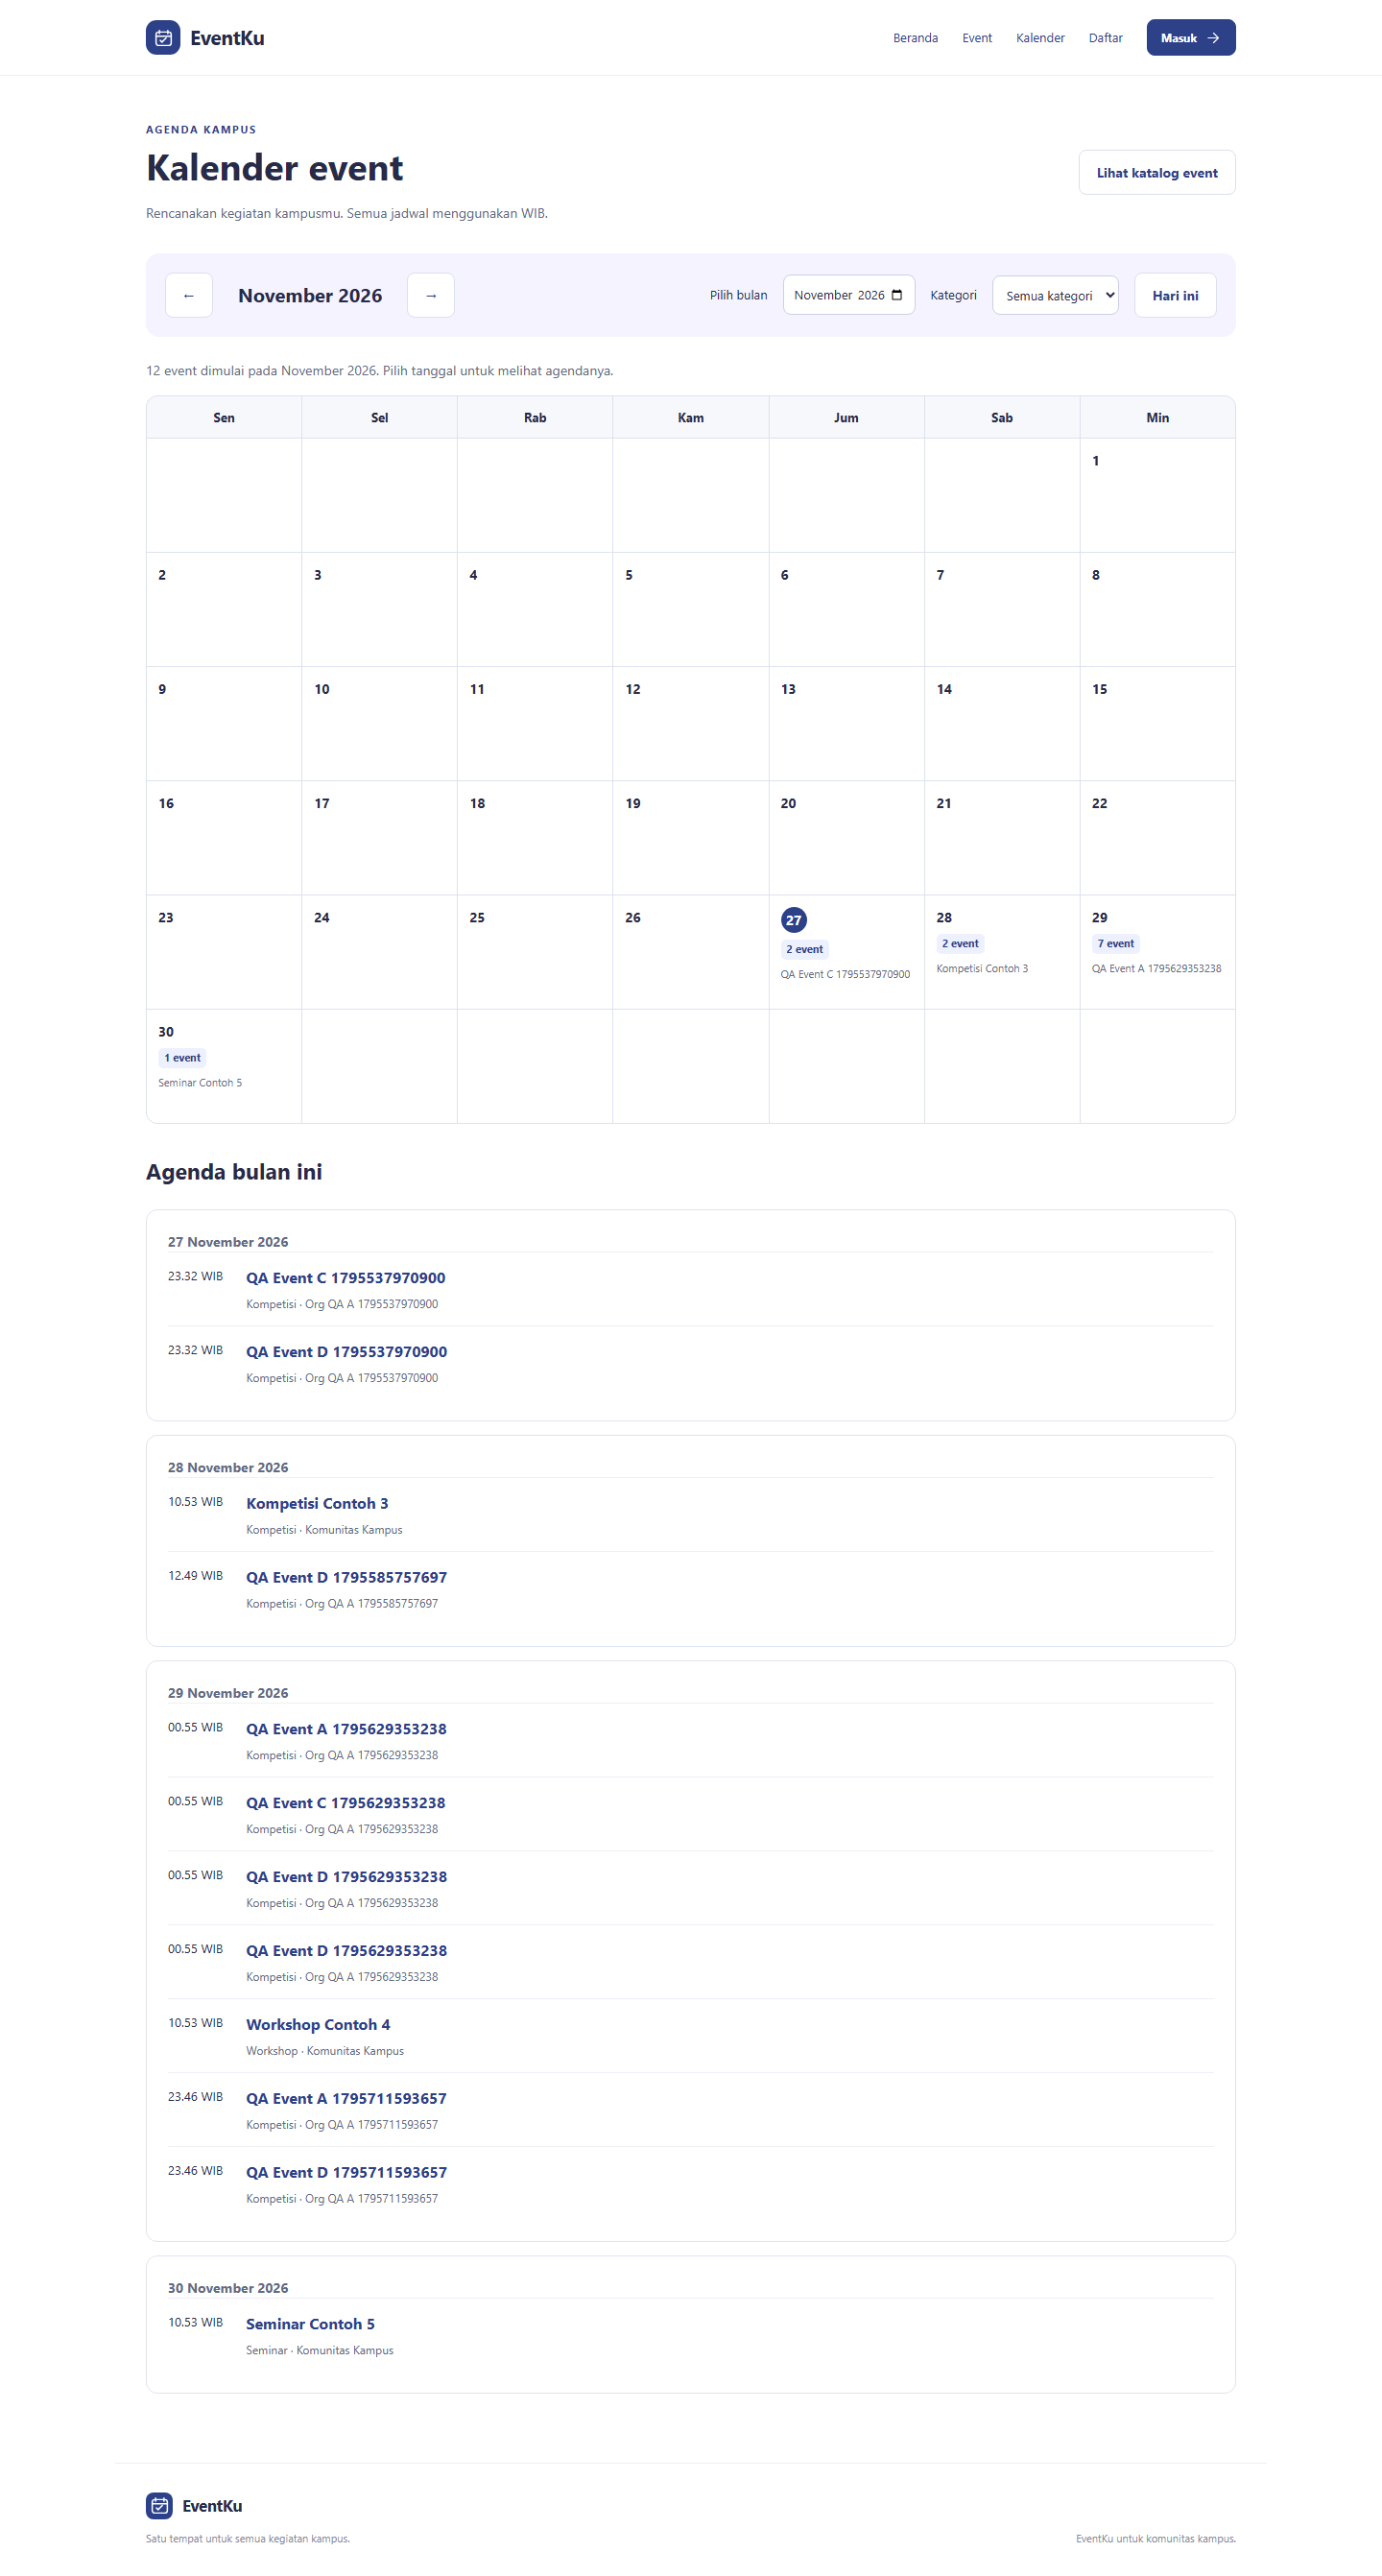 EventKu
Beranda Event Kalender Daftar Masuk →
AGENDA KAMPUS
Kalender event
Lihat katalog event
Rencanakan kegiatan kampusmu. Semua jadwal menggunakan WIB.
← November 2026 → Pilih bulan November 2026 Kategori Semua kategori Hari ini
12 event dimulai pada November 2026. Pilih tanggal untuk melihat agendanya.
Sen Sel Rab Kam Jum Sab Min
1
2 3 4 5 6 7 8
9 10 11 12 13 14 15
16 17 18 19 20 21 22
23 24 25 26 27 28 29
2 event 2 event 7 event
QA Event C 1795537970900 Kompetisi Contoh 3 QA Event A 1795629353238
30
1 event
Seminar Contoh 5
Agenda bulan ini
27 November 2026
23.32 WIB QA Event C 1795537970900
Kompetisi · Org QA A 1795537970900
23.32 WIB QA Event D 1795537970900
Kompetisi · Org QA A 1795537970900
28 November 2026
10.53 WIB Kompetisi Contoh 3
Kompetisi · Komunitas Kampus
12.49 WIB QA Event D 1795585757697
Kompetisi · Org QA A 1795585757697
29 November 2026
00.55 WIB QA Event A 1795629353238
Kompetisi · Org QA A 1795629353238
00.55 WIB QA Event C 1795629353238
Kompetisi · Org QA A 1795629353238
00.55 WIB QA Event D 1795629353238
Kompetisi · Org QA A 1795629353238
00.55 WIB QA Event D 1795629353238
Kompetisi · Org QA A 1795629353238
10.53 WIB Workshop Contoh 4
Workshop · Komunitas Kampus
23.46 WIB QA Event A 1795711593657
Kompetisi · Org QA A 1795711593657
23.46 WIB QA Event D 1795711593657
Kompetisi · Org QA A 1795711593657
30 November 2026
10.53 WIB Seminar Contoh 5
Seminar · Komunitas Kampus
EventKu
Satu tempat untuk semua kegiatan kampus. EventKu untuk komunitas kampus.